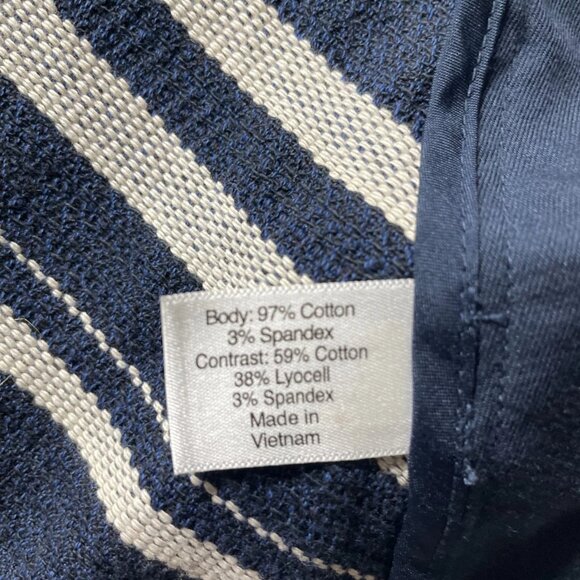 Body: 97% Cotton
3% Spandex
Contrast: 59% Cotton
38% Lyocell
3% Spandex
Made in
Vietnam